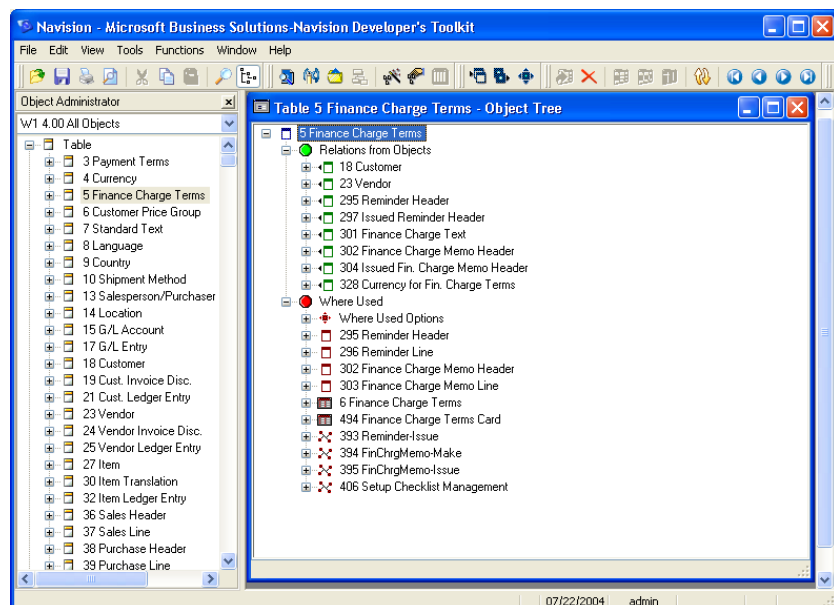 Navision - Microsoft Business Solutions-Navision Developer's Toolkit
File Edit View Tools Functions Window Help
Object Administrator
W1 4.00 All Objects
Table
3 Payment Terms
4 Currency
5 Finance Charge Terms
6 Customer Price Group
7 Standard Text
8 Language
9 Country
10 Shipment Method
13 Salesperson/Purchaser
14 Location
15 G/L Account
17 G/L Entry
18 Customer
19 Cust. Invoice Disc.
21 Cust. Ledger Entry
23 Vendor
24 Vendor Invoice Disc.
25 Vendor Ledger Entry
27 Item
30 Item Translation
32 Item Ledger Entry
36 Sales Header
37 Sales Line
38 Purchase Header
39 Purchase Line
Table 5 Finance Charge Terms - Object Tree
5 Finance Charge Terms
Relations from Objects
18 Customer
23 Vendor
295 Reminder Header
297 Issued Reminder Header
301 Finance Charge Text
302 Finance Charge Memo Header
304 Issued Fin. Charge Memo Header
328 Currency for Fin. Charge Terms
Where Used
Where Used Options
295 Reminder Header
296 Reminder Line
302 Finance Charge Memo Header
303 Finance Charge Memo Line
6 Finance Charge Terms
494 Finance Charge Terms Card
393 Reminder-Issue
394 FinChrgMemo-Make
395 FinChrgMemo-Issue
406 Setup Checklist Management
07/22/2004 admin